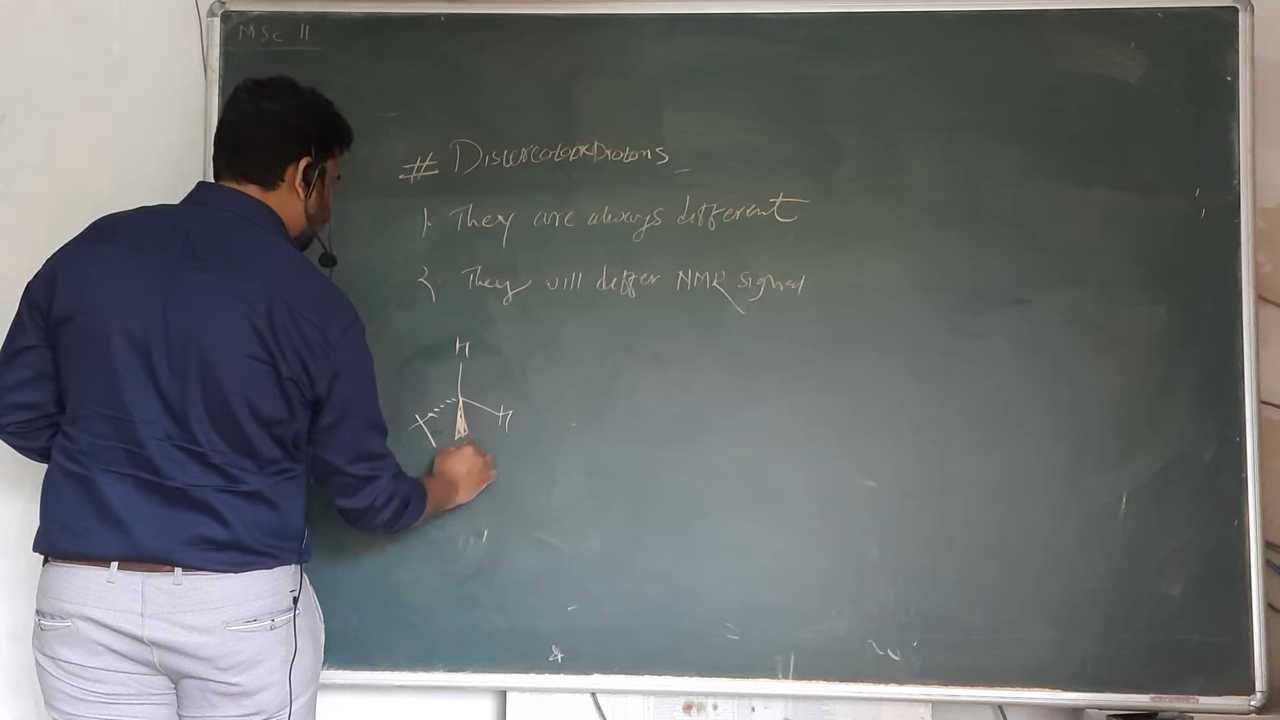 MSc II
# Diastereotopic Protons
1. They are always different
2. They will differ NMR signal
H
H